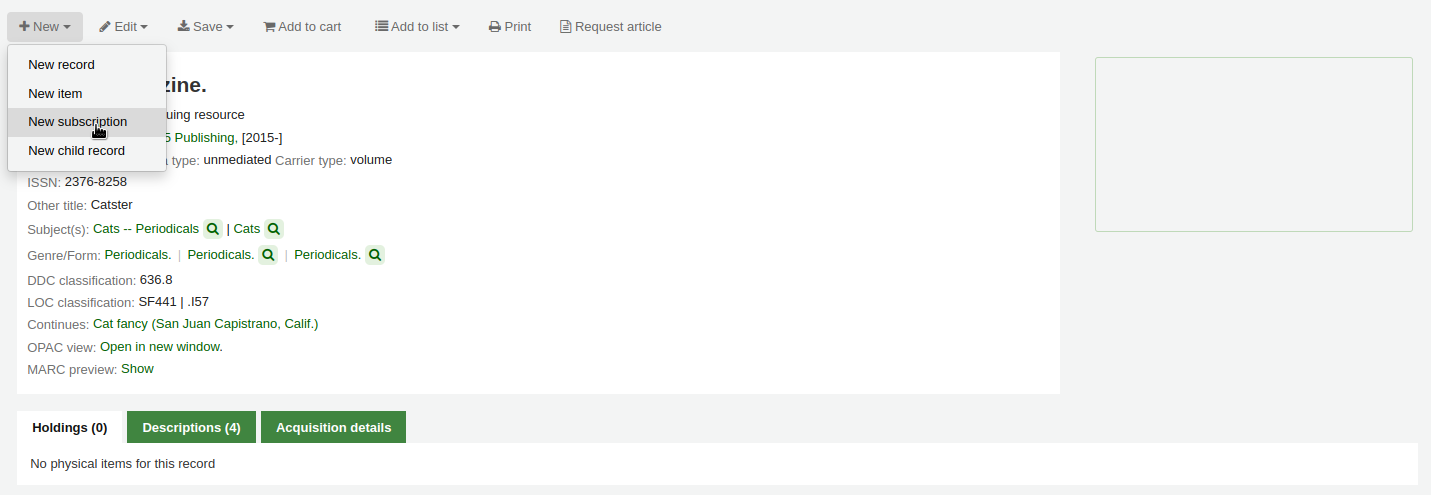 New Edit Save Add to cart Add to list Print Request article
New record
New item
New subscription
New child record
zine.
uing resource
5 Publishing, [2015-]
type: unmediated Carrier type: volume
ISSN: 2376-8258
Other title: Catster
Subject(s): Cats -- Periodicals | Cats
Genre/Form: Periodicals. | Periodicals. | Periodicals.
DDC classification: 636.8
LOC classification: SF441 | .I57
Continues: Cat fancy (San Juan Capistrano, Calif.)
OPAC view: Open in new window.
MARC preview: Show
Holdings (0) Descriptions (4) Acquisition details
No physical items for this record